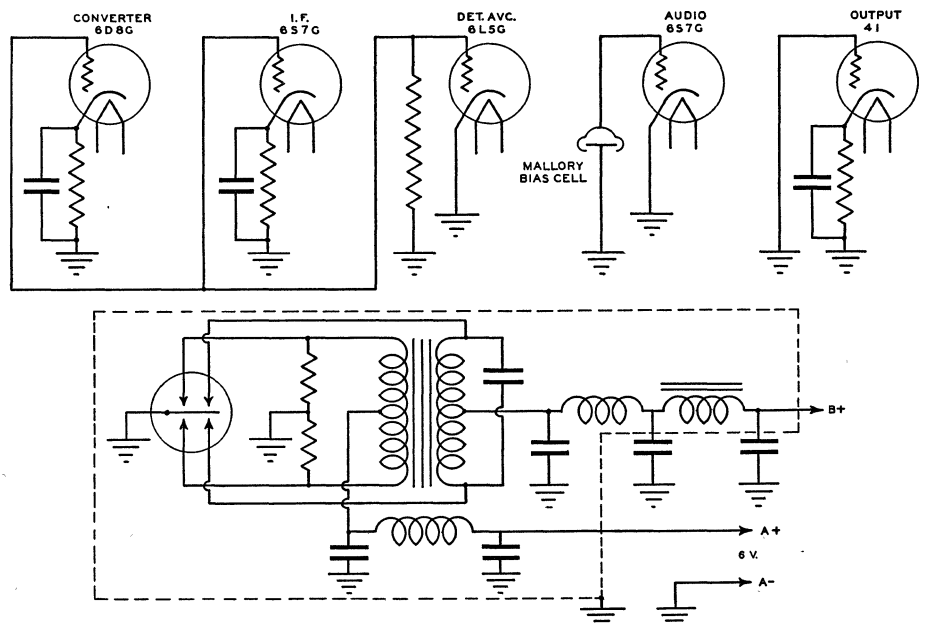 CONVERTER
6D8G
I.F.
6S7G
DET. AVC.
6L5G
AUDIO
6S7G
OUTPUT
41
MALLORY
BIAS CELL
B+
A+
6 V.
A-